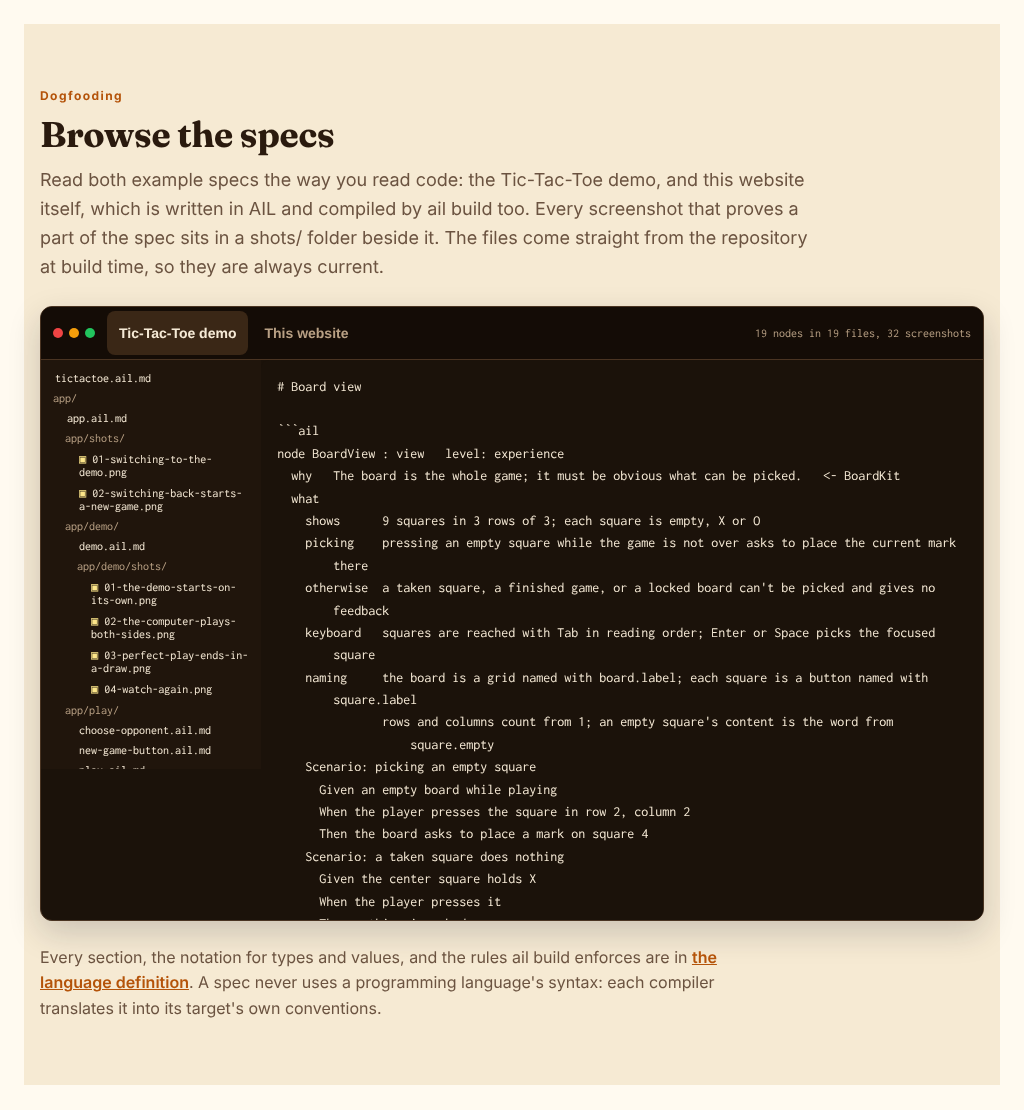 Dogfooding
Browse the specs
Read both example specs the way you read code: the Tic-Tac-Toe demo, and this website
itself, which is written in AIL and compiled by ail build too. Every screenshot that proves a
part of the spec sits in a shots/ folder beside it. The files come straight from the repository
at build time, so they are always current.
Tic-Tac-Toe demo
This website
19 nodes in 19 files, 32 screenshots
tictactoe.ail.md
app/
app.ail.md
app/shots/
01-switching-to-the-
demo.png
02-switching-back-starts-
a-new-game.png
app/demo/
demo.ail.md
app/demo/shots/
01-the-demo-starts-on-
its-own.png
02-the-computer-plays-
both-sides.png
03-perfect-play-ends-in-
a-draw.png
04-watch-again.png
app/play/
choose-opponent.ail.md
new-game-button.ail.md
# Board view
```ail
node BoardView : view   level: experience
why   The board is the whole game; it must be obvious what can be picked.   <- BoardKit
what
shows      9 squares in 3 rows of 3; each square is empty, X or O
picking    pressing an empty square while the game is not over asks to place the current mark
there
otherwise  a taken square, a finished game, or a locked board can't be picked and gives no
feedback
keyboard   squares are reached with Tab in reading order; Enter or Space picks the focused
square
naming     the board is a grid named with board.label; each square is a button named with
square.label
rows and columns count from 1; an empty square's content is the word from
square.empty
Scenario: picking an empty square
Given an empty board while playing
When the player presses the square in row 2, column 2
Then the board asks to place a mark on square 4
Scenario: a taken square does nothing
Given the center square holds X
When the player presses it
Every section, the notation for types and values, and the rules ail build enforces are in the
language definition. A spec never uses a programming language's syntax: each compiler
translates it into its target's own conventions.